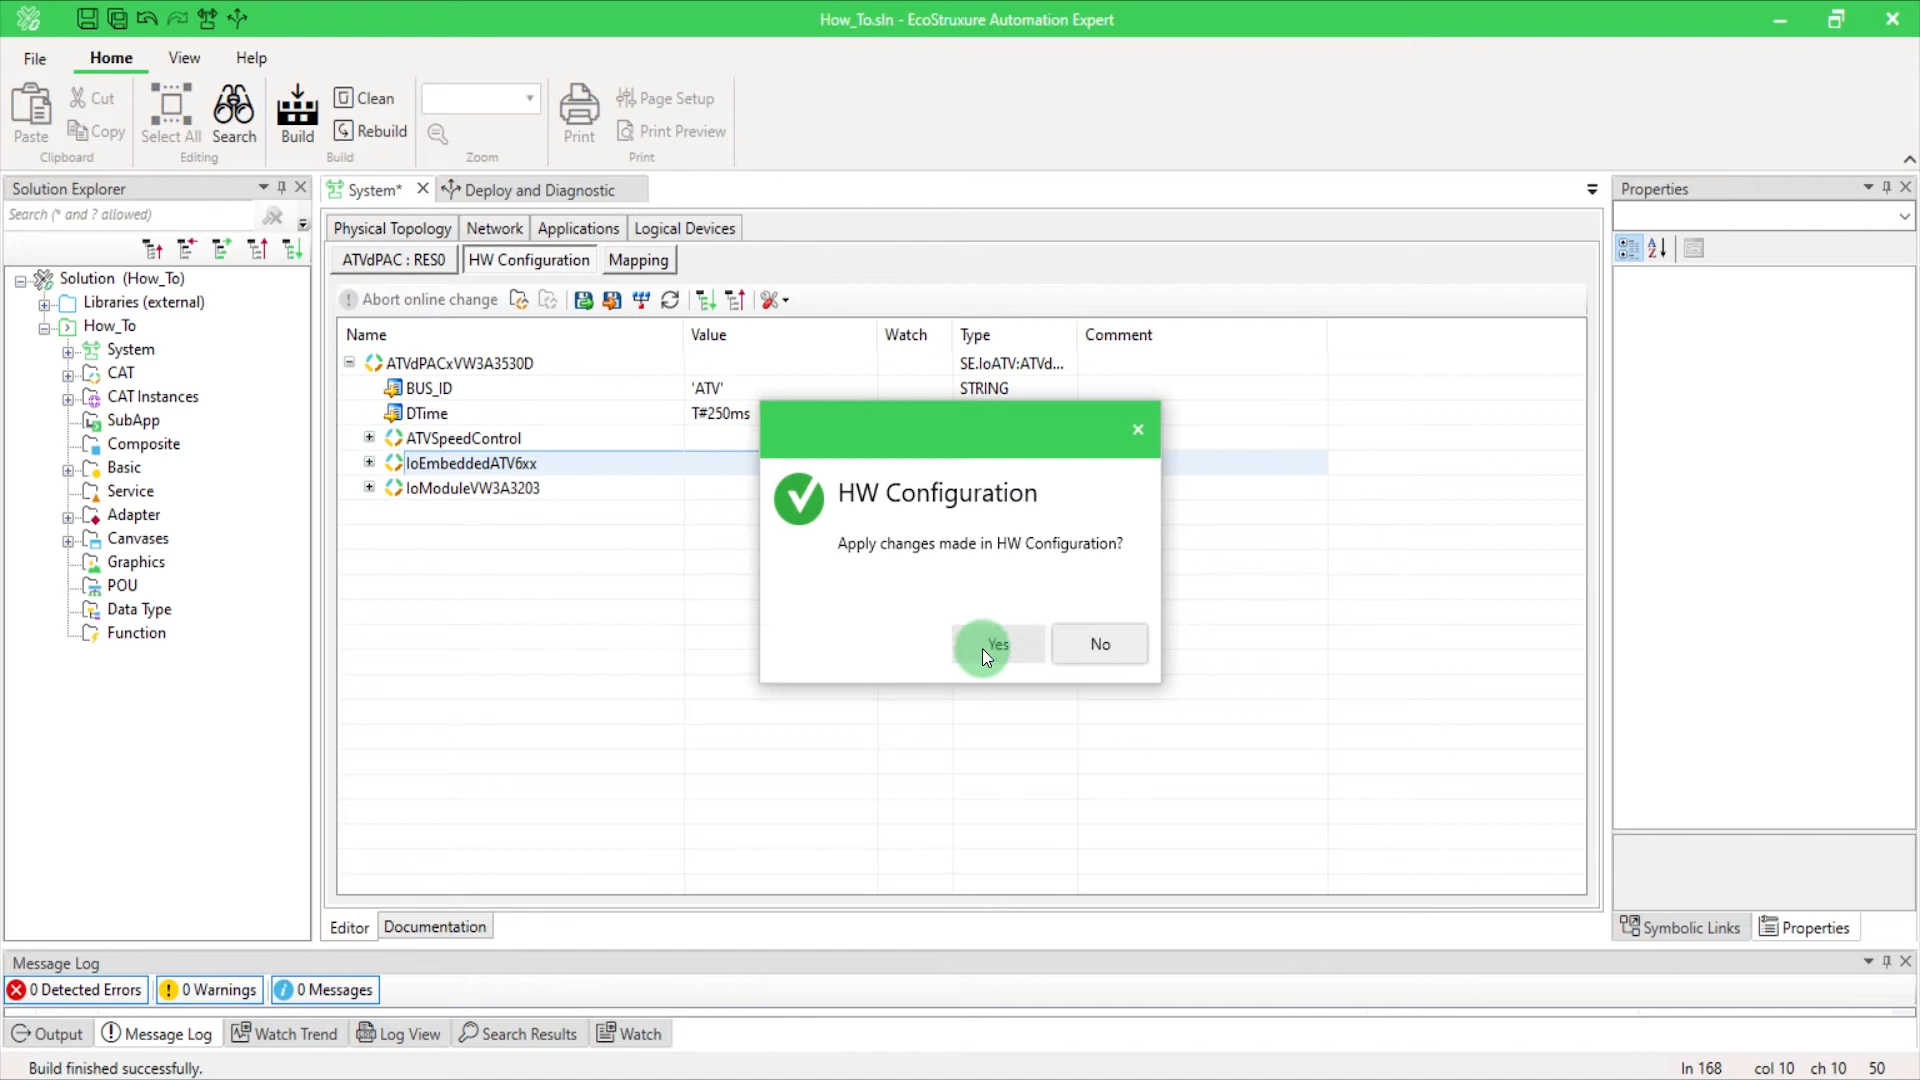 How_To.sln - EcoStruxure Automation Expert
File Home View Help
Paste Cut Copy Select All Search Build Clean Rebuild Print Page Setup Print Preview
Clipboard Editing Build Zoom Print
Solution Explorer
Search (* and ? allowed)
Solution (How_To)
Libraries (external)
How_To
System
CAT
CAT Instances
SubApp
Composite
Basic
Service
Adapter
Canvases
Graphics
POU
Data Type
Function
System* Deploy and Diagnostic
Physical Topology Network Applications Logical Devices
ATVdPAC : RES0 HW Configuration Mapping
Abort online change
Name Value Watch Type Comment
ATVdPACxVW3A3530D SE.IoATV:ATVd...
BUS_ID 'ATV' STRING
DTime T#250ms
ATVSpeedControl
IoEmbeddedATV6xx
IoModuleVW3A3203
HW Configuration
Apply changes made in HW Configuration?
Yes No
Editor Documentation
Properties
Symbolic Links Properties
Message Log
0 Detected Errors 0 Warnings 0 Messages
Output Message Log Watch Trend Log View Search Results Watch
Build finished successfully. ln 168 col 10 ch 10 50